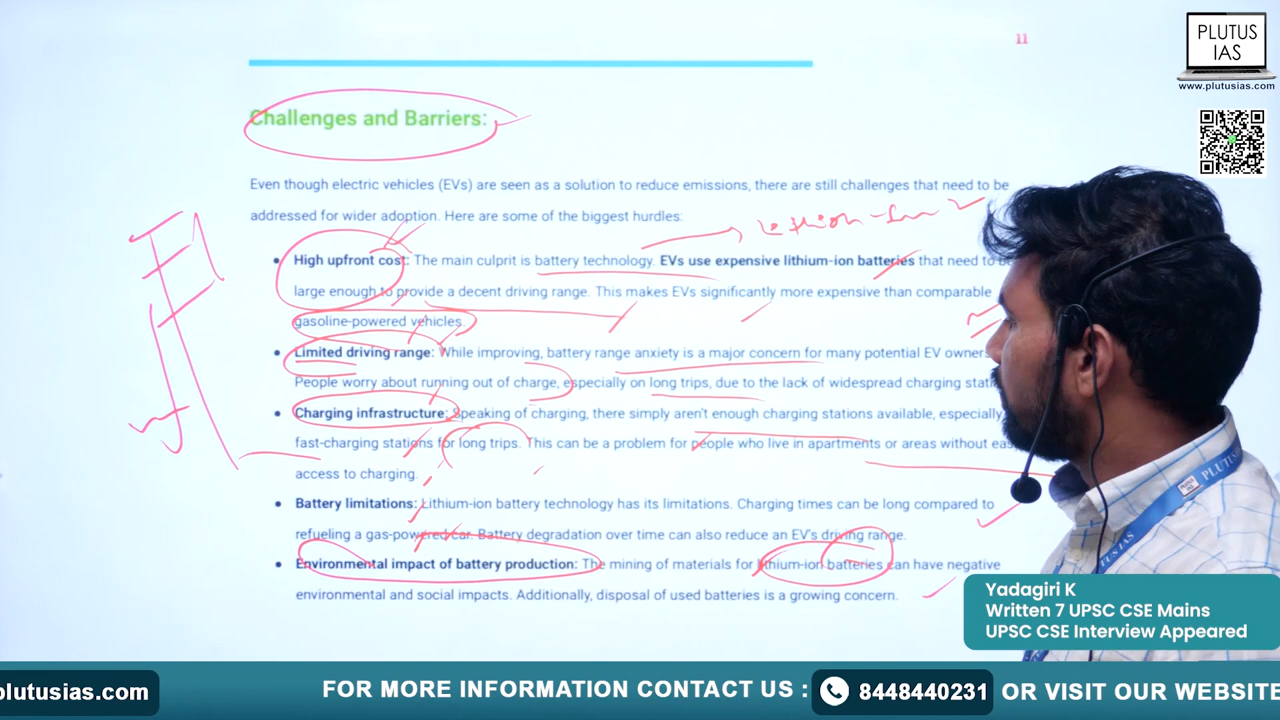 11
PLUTUS
IAS
www.plutusias.com
Challenges and Barriers:
Even though electric vehicles (EVs) are seen as a solution to reduce emissions, there are still challenges that need to be
addressed for wider adoption. Here are some of the biggest hurdles:
• High upfront cost: The main culprit is battery technology. EVs use expensive lithium-ion batteries that need to be
large enough to provide a decent driving range. This makes EVs significantly more expensive than comparable
gasoline-powered vehicles.
• Limited driving range: While improving, battery range anxiety is a major concern for many potential EV owners
People worry about running out of charge, especially on long trips, due to the lack of widespread charging
• Charging infrastructure: Speaking of charging, there simply aren't enough charging stations available, especially
fast-charging stations for long trips. This can be a problem for people who live in apartments or areas without
access to charging.
• Battery limitations: Lithium-ion battery technology has its limitations. Charging times can be long compared to
refueling a gas-powered car. Battery degradation over time can also reduce an EV's driving range.
• Environmental impact of battery production: The mining of materials for lithium-ion batteries can have negative
environmental and social impacts. Additionally, disposal of used batteries is a growing concern.
PLUTUS
Yadagiri K
Written 7 UPSC CSE Mains
UPSC CSE Interview Appeared
plutusias.com
FOR MORE INFORMATION CONTACT US : 8448440231 OR VISIT OUR WEBSITE